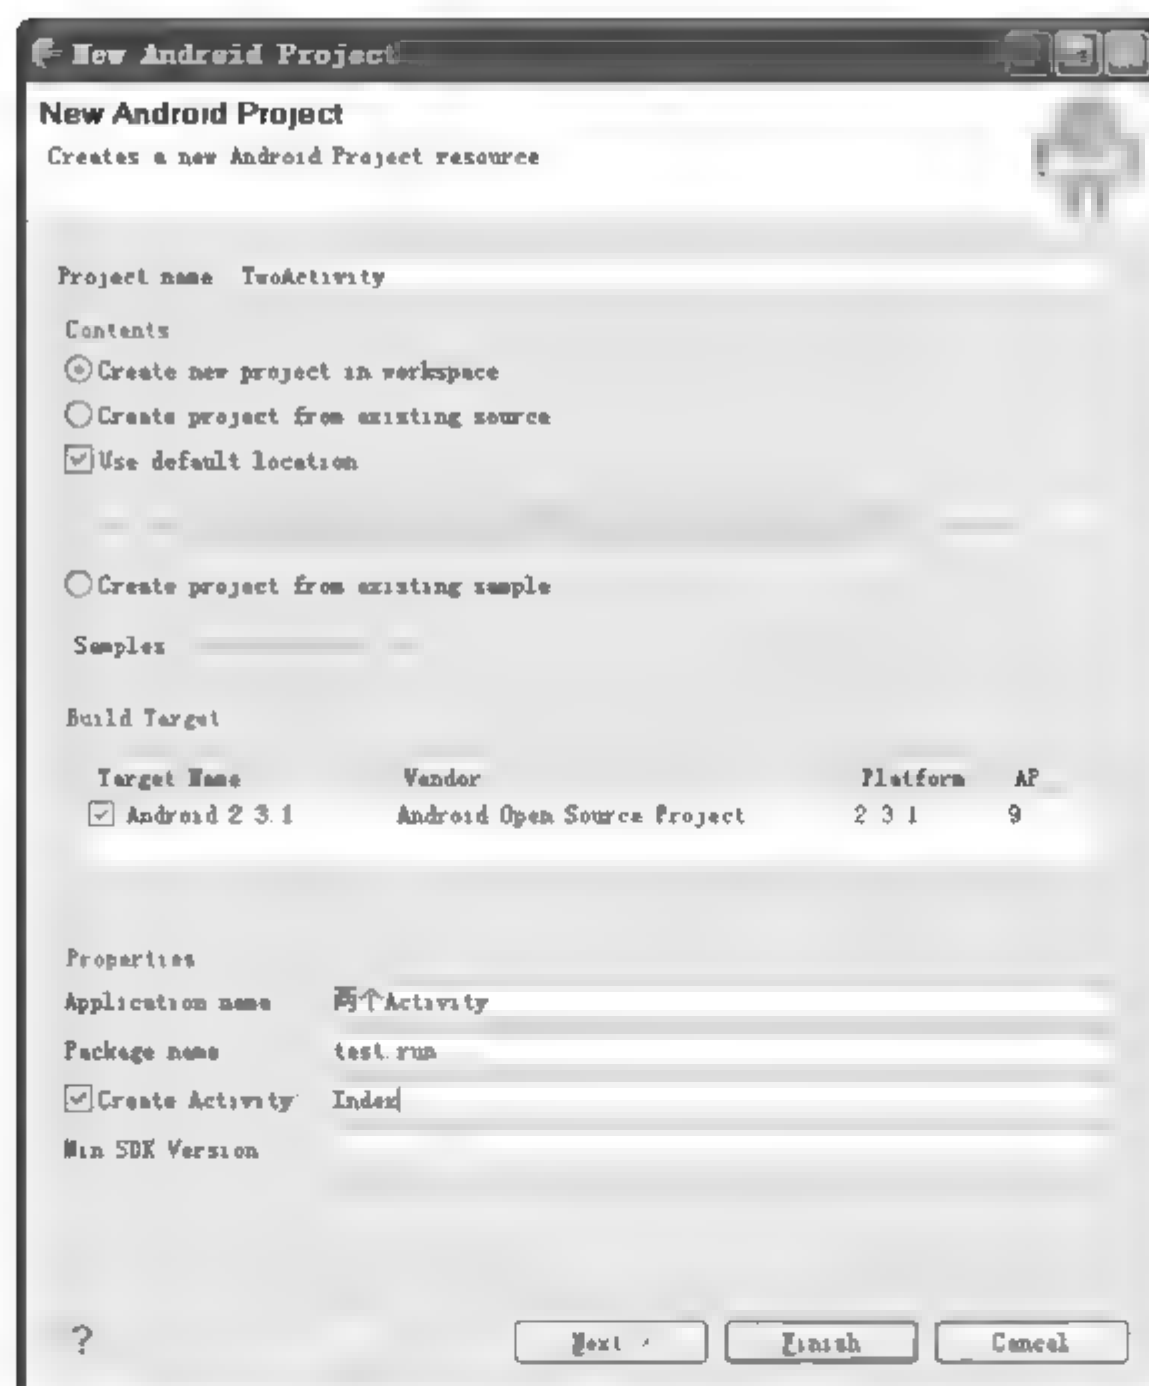 New Android Project
New Android Project
Creates a new Android Project resource
Project name TwoActivity
Contents
Create new project in workspace
Create project from existing source
Use default location
Create project from existing sample
Samples
Build Target
Target Name Vendor Platform AP
Android 2 3.1 Android Open Source Project 2 3 1 9
Properties
Application name 两个Activity
Package name test.run
Create Activity Index
Min SDK Version
? Next Finish Cancel